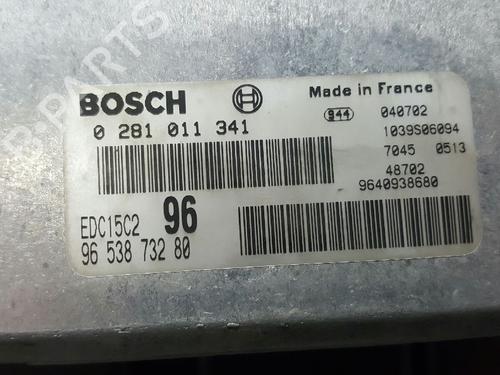 BOSCH
Made in France
0 281 011 341
944 040702
1039S06094
7045 0513
48702
9640938680
EDC15C2 96
96 538 732 80
B-PARTS